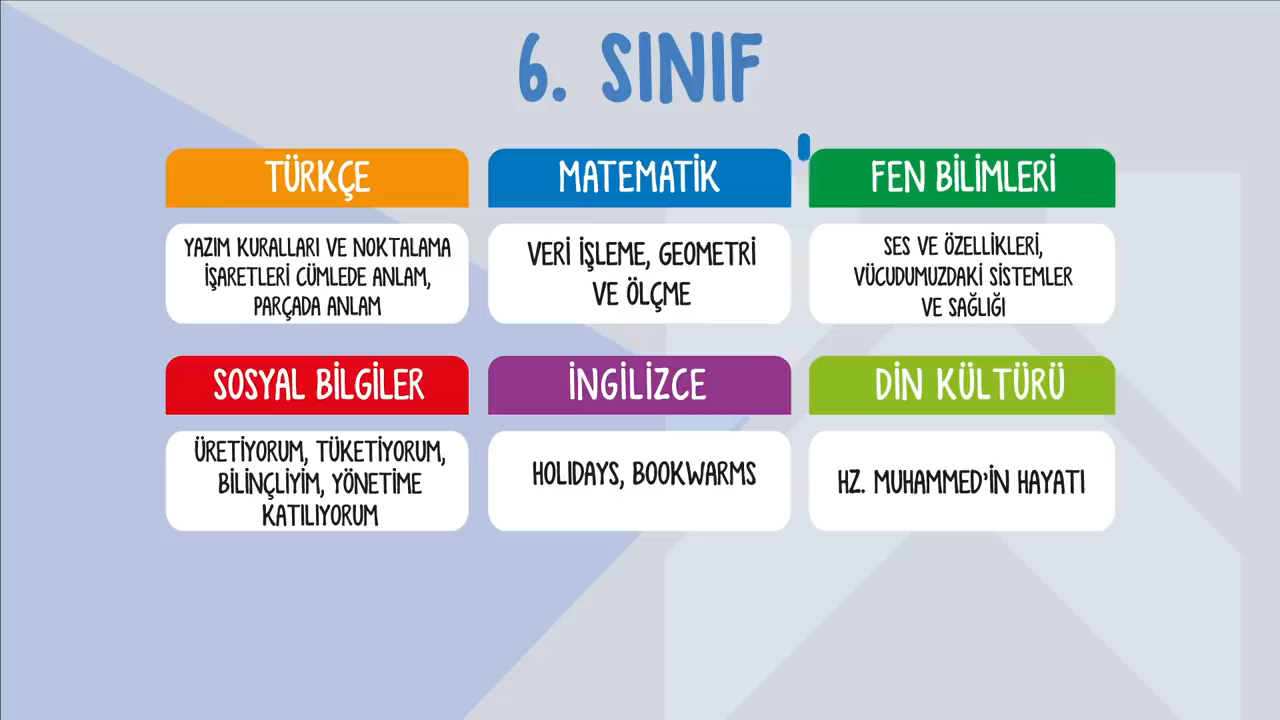 6. SINIF
TÜRKÇE
YAZIM KURALLARI VE NOKTALAMA
İŞARETLERİ CÜMLEDE ANLAM,
PARÇADA ANLAM
MATEMATİK
VERİ İŞLEME, GEOMETRİ
VE ÖLÇME
FEN BİLİMLERİ
SES VE ÖZELLİKLERİ,
VÜCUDUMUZDAKİ SİSTEMLER
VE SAĞLIĞI
SOSYAL BİLGİLER
ÜRETİYORUM, TÜKETİYORUM,
BİLİNÇLİYİM, YÖNETİME
KATILIYORUM
İNGİLİZCE
HOLIDAYS, BOOKWARMS
DİN KÜLTÜRÜ
HZ. MUHAMMED'İN HAYATI